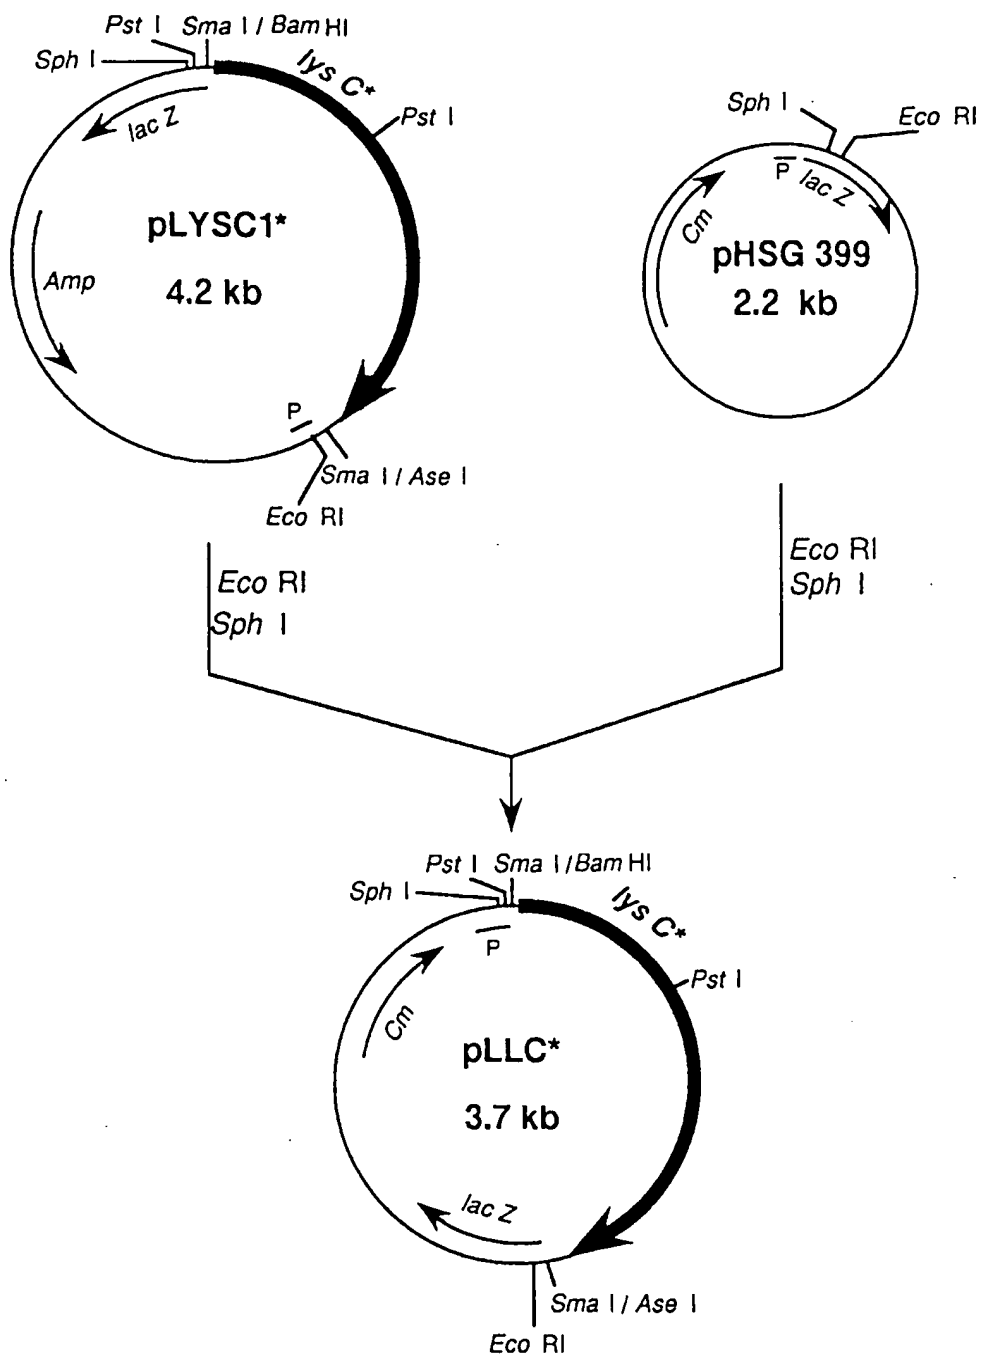 Pst I Sma I / Bam HI
Sph I
lys C*
Pst I
lac Z
pLYSC1*
4.2 kb
Amp
P
Sma I / Ase I
Eco RI
Sph I
Eco RI
P
lac Z
Cm
pHSG 399
2.2 kb
Eco RI
Sph I
Eco RI
Sph I
Pst I Sma I/Bam HI
Sph I
lys C*
P
Pst I
Cm
pLLC*
3.7 kb
lac Z
Sma I / Ase I
Eco RI